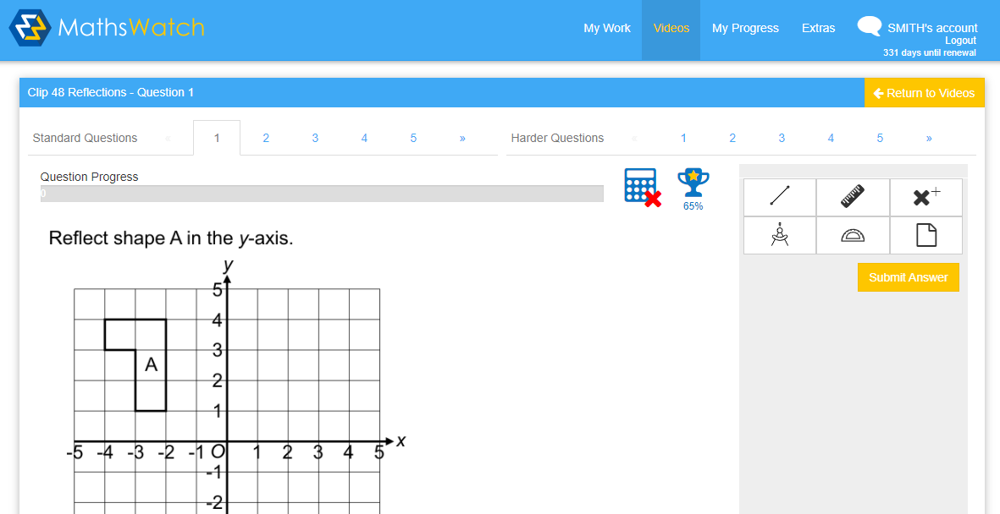 MathsWatch
My Work Videos My Progress Extras SMITH's account
Logout
331 days until renewal
Clip 48 Reflections - Question 1
Return to Videos
Standard Questions « 1 2 3 4 5 »
Harder Questions « 1 2 3 4 5 »
Question Progress
0
65%
Submit Answer
Reflect shape A in the y-axis.
y
5
4
3
A
2
1
x
-5 -4 -3 -2 -1 O 1 2 3 4 5
-1
-2